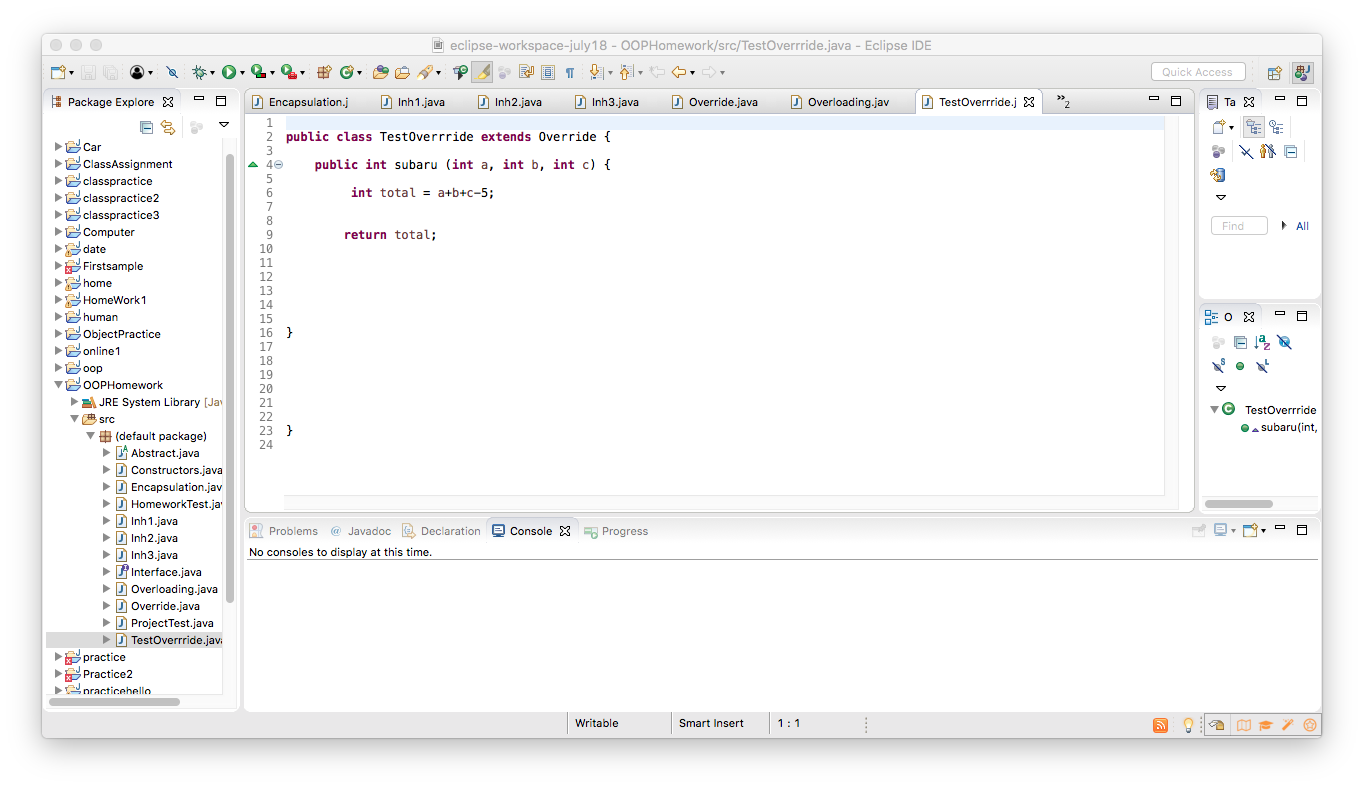 eclipse-workspace-july18 - OOPHomework/src/TestOverrride.java - Eclipse IDE
Quick Access
Package Explore
Encapsulation.j
Inh1.java
Inh2.java
Inh3.java
Override.java
Overloading.jav
TestOverrride.j
»2
Ta
Car
ClassAssignment
classpractice
classpractice2
classpractice3
Computer
date
Firstsample
home
HomeWork1
human
ObjectPractice
online1
oop
OOPHomework
JRE System Library [Jav
src
(default package)
Abstract.java
Constructors.java
Encapsulation.jav
HomeworkTest.jav
Inh1.java
Inh2.java
Inh3.java
Interface.java
Overloading.java
Override.java
ProjectTest.java
TestOverrride.java
practice
Practice2
practicehello
1
2 public class TestOverrride extends Override {
3
4 public int subaru (int a, int b, int c) {
5
6 int total = a+b+c-5;
7
8
9 return total;
10
11
12
13
14
15
16 }
17
18
19
20
21
22
23 }
24
Find
All
O
TestOverrride
subaru(int,
Problems
Javadoc
Declaration
Console
Progress
No consoles to display at this time.
Writable
Smart Insert
1 : 1